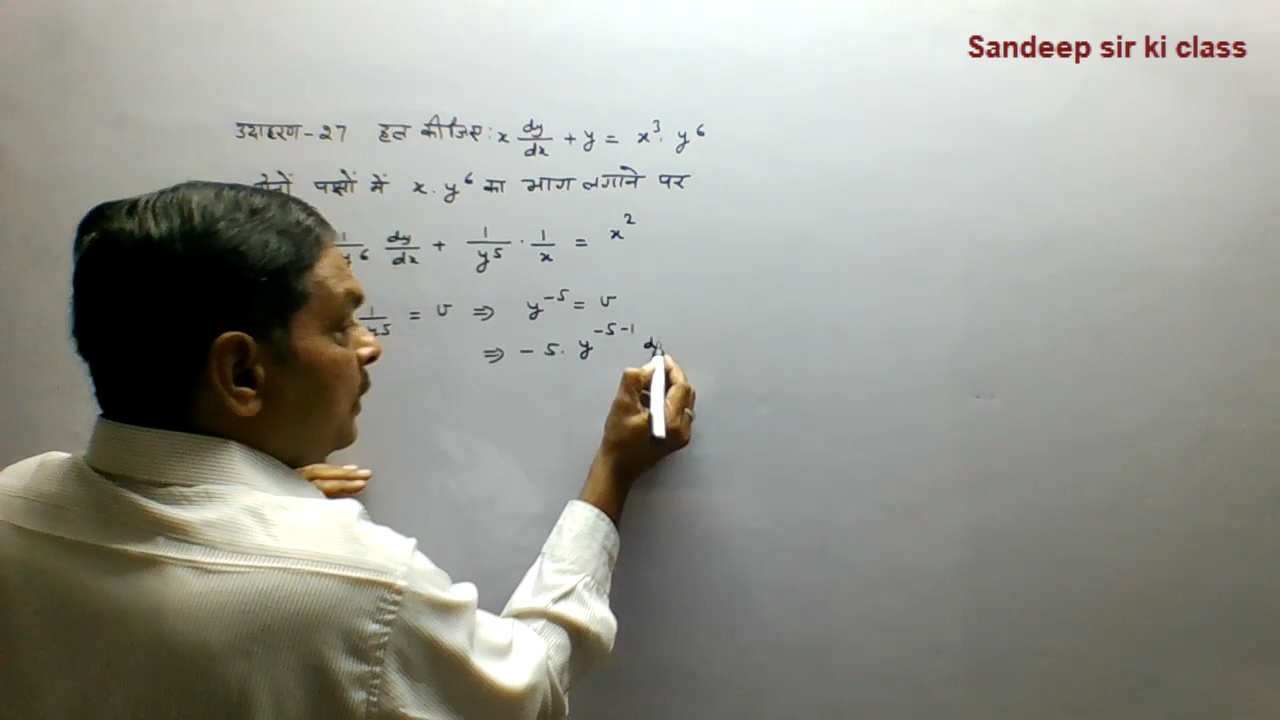 Sandeep sir ki class
उदाहरण-27 हल कीजिए: x dy/dx + y = x³. y⁶
पक्षों में x. y⁶ का भाग लगाने पर
dy/dx + 1/y⁵ · 1/x = x²
= v ⇒ y⁻⁵ = v
⇒ -5. y⁻⁵⁻¹